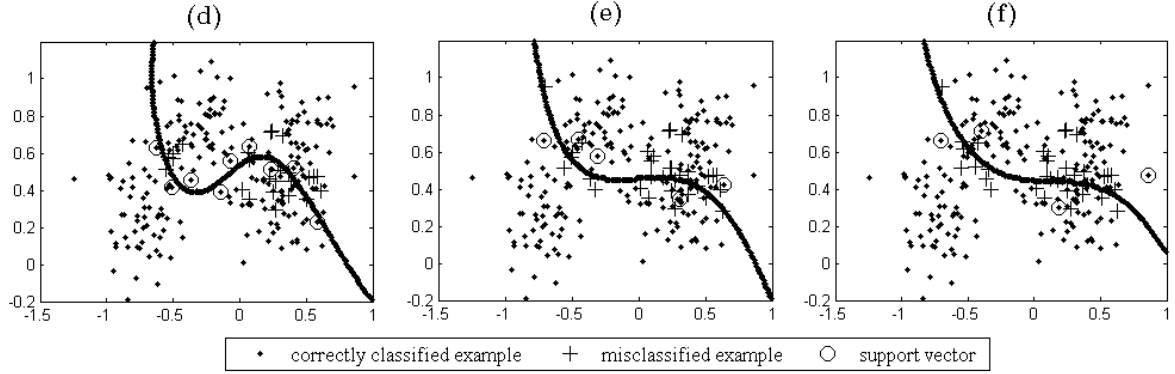 (d) (e) (f)
1 1 1
0.8 0.8 0.8
0.6 0.6 0.6
0.4 0.4 0.4
0.2 0.2 0.2
0 0 0
-0.2 -0.2 -0.2
-1.5 -1 -0.5 0 0.5 1 -1.5 -1 -0.5 0 0.5 1 -1.5 -1 -0.5 0 0.5 1
correctly classified example misclassified example support vector